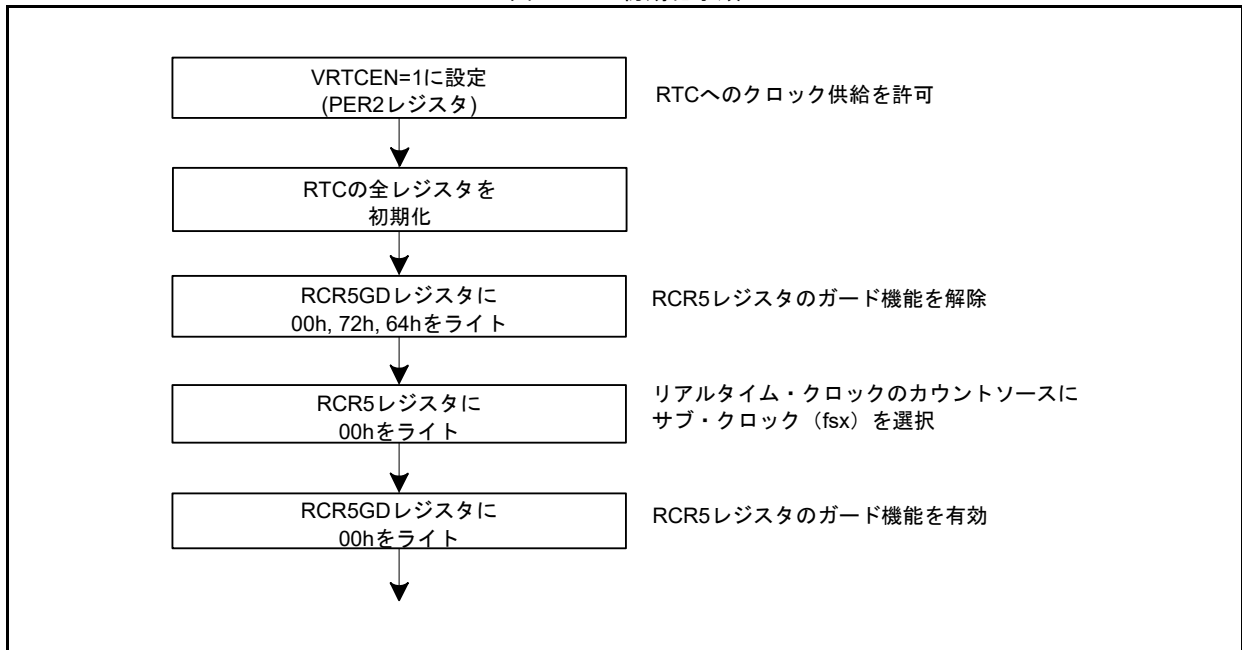 VRTCEN=1に設定
(PER2レジスタ)
RTCへのクロック供給を許可
RTCの全レジスタを
初期化
RCR5GDレジスタに
00h, 72h, 64hをライト
RCR5レジスタのガード機能を解除
RCR5レジスタに
00hをライト
リアルタイム・クロックのカウントソースに
サブ・クロック（fsx）を選択
RCR5GDレジスタに
00hをライト
RCR5レジスタのガード機能を有効